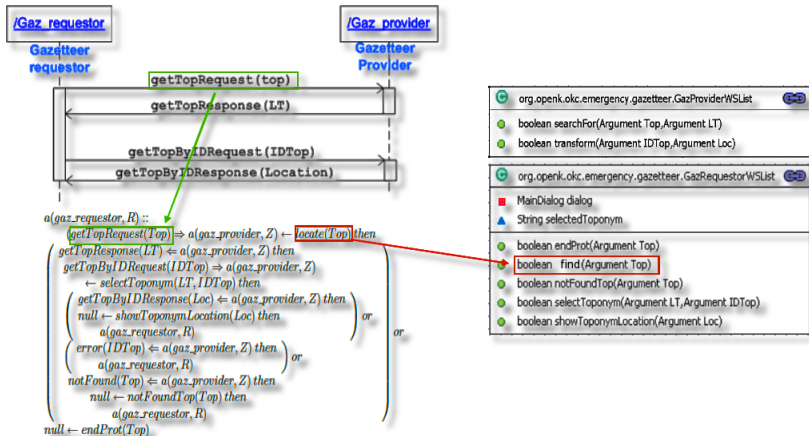 /Gaz_requestor
Gazetteer
requestor
/Gaz_provider
Gazetteer
Provider
getTopRequest(top)
getTopResponse(LT)
getTopByIDRequest(IDTop)
getTopByIDResponse(Location)
a(gaz_requestor, R) ::
(getTopRequest(Top) ⇒ a(gaz_provider, Z) ← locate(Top) then
getTopResponse(LT) ⇐ a(gaz_provider, Z) then
getTopByIDRequest(IDTop) ⇒ a(gaz_provider, Z)
← selectToponym(LT, IDTop) then
getTopByIDResponse(Loc) ⇐ a(gaz_provider, Z) then
null ← showToponymLocation(Loc) then
a(gaz_requestor, R)
or
error(IDTop) ⇐ a(gaz_provider, Z) then
a(gaz_requestor, R)
or
notFound(Top) ⇐ a(gaz_provider, Z) then
null ← notFoundTop(Top) then
a(gaz_requestor, R)
or
null ← endProt(Top)
org.openk.okc.emergency.gazetteer.GazProviderWSList
boolean searchFor(Argument Top,Argument LT)
boolean transform(Argument IDTop,Argument Loc)
org.openk.okc.emergency.gazetteer.GazRequestorWSList
MainDialog dialog
String selectedToponym
boolean endProt(Argument Top)
boolean find(Argument Top)
boolean notFoundTop(Argument Top)
boolean selectToponym(Argument LT,Argument IDTop)
boolean showToponymLocation(Argument Loc)